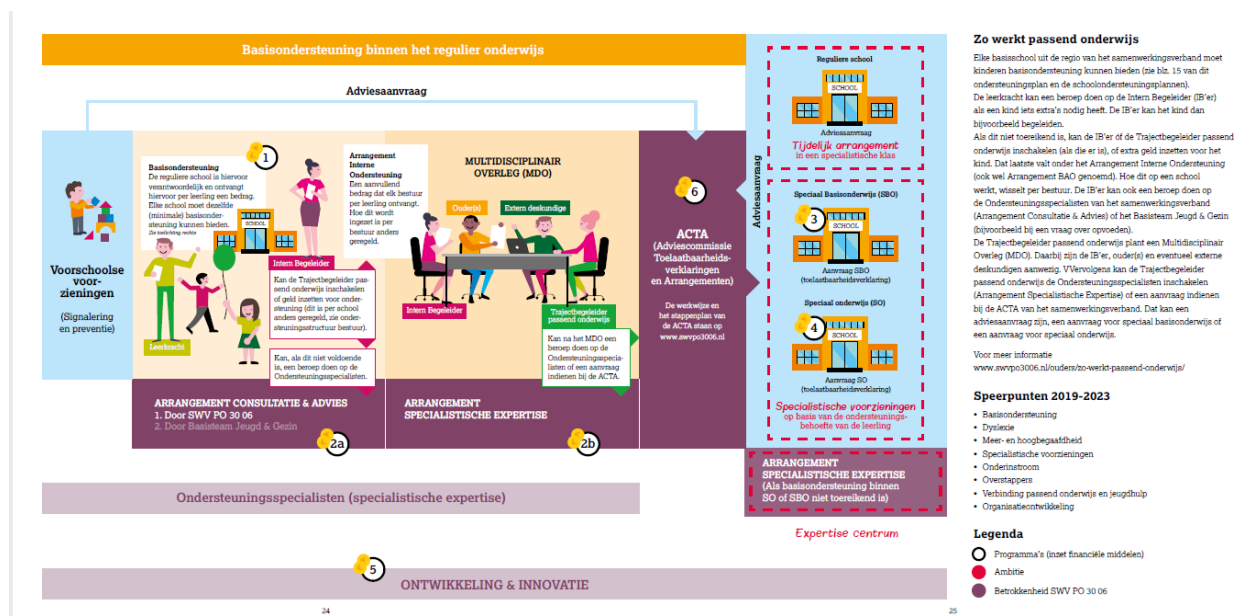 Basisondersteuning binnen het regulier onderwijs
Adviesaanvraag
Voorschoolse
voor-
zieningen
(Signalering
en preventie)
1
Basisondersteuning
De reguliere school is hiervoor
verantwoordelijk en ontvangt
hiervoor per leerling een bedrag.
Elke school moet dezelfde
(minimale) basisonder-
steuning kunnen bieden.
Zie toelichting rechts
SCHOOL
Leerkracht
Arrangement
Interne
Ondersteuning
Een aanvullend
bedrag dat elk bestuur
per leerling ontvangt.
Hoe dit wordt
ingezet is per
bestuur anders
geregeld.
Intern Begeleider
Kan de Trajectbegeleider pas-
send onderwijs inschakelen
of geld inzetten voor onder-
steuning (dit is per school
anders geregeld, zie onder-
steuningsstructuur bestuur).
Kan, als dit niet voldoende
is, een beroep doen op de
Ondersteuningsspecialisten.
MULTIDISCIPLINAIR
OVERLEG (MDO)
Ouder(s)
Extern deskundige
Intern Begeleider
Trajectbegeleider
passend onderwijs
Kan na het MDO een
beroep doen op de
Ondersteuningsspecia-
listen of een aanvraag
indienen bij de ACTA.
ARRANGEMENT CONSULTATIE & ADVIES
1. Door SWV PO 30 06
2. Door Basisteam Jeugd & Gezin
2a
ARRANGEMENT
SPECIALISTISCHE EXPERTISE
2b
6
ACTA
(Adviescommissie
Toelaatbaarheids-
verklaringen
en Arrangementen)
De werkwijze en
het stappenplan van
de ACTA staan op
www.swvpo3006.nl
Adviesaanvraag
Reguliere school
SCHOOL
Adviesaanvraag
Tijdelijk arrangement
in een specialistische klas
Speciaal Basisonderwijs (SBO)
3
SCHOOL
Aanvraag SBO
(toelaatbaarheidsverklaring)
Speciaal onderwijs (SO)
4
SCHOOL
Aanvraag SO
(toelaatbaarheidsverklaring)
Specialistische voorzieningen
op basis van de ondersteunings-
behoefte van de leerling
ARRANGEMENT
SPECIALISTISCHE EXPERTISE
(Als basisondersteuning binnen
SO of SBO niet toereikend is)
Expertise centrum
Ondersteuningsspecialisten (specialistische expertise)
5
ONTWIKKELING & INNOVATIE
24
Zo werkt passend onderwijs
Elke basisschool uit de regio van het samenwerkingsverband moet
kinderen basisondersteuning kunnen bieden (zie blz. 15 van dit
ondersteuningsplan en de schoolondersteuningsplannen).
De leerkracht kan een beroep doen op de Intern Begeleider (IB'er)
als een kind iets extra's nodig heeft. De IB'er kan het kind dan
bijvoorbeeld begeleiden.
Als dit niet toereikend is, kan de IB'er óf de Trajectbegeleider passend
onderwijs inschakelen (als die er is), of extra geld inzetten voor het
kind. Dat laatste valt onder het Arrangement Interne Ondersteuning
(ook wel Arrangement BAO genoemd). Hoe dit op een school
werkt, wisselt per bestuur. De IB'er kan ook een beroep doen op
de Ondersteuningsspecialisten van het samenwerkingsverband
(Arrangement Consultatie & Advies) of het Basisteam Jeugd & Gezin
(bijvoorbeeld bij een vraag over opvoeden).
De Trajectbegeleider passend onderwijs plant een Multidisciplinair
Overleg (MDO). Daarbij zijn de IB'er, ouder(s) en eventueel externe
deskundigen aanwezig. VVervolgens kan de Trajectbegeleider
passend onderwijs de Ondersteuningsspecialisten inschakelen
(Arrangement Specialistische Expertise) of een aanvraag indienen
bij de ACTA van het samenwerkingsverband. Dat kan een
adviesaanvraag zijn, een aanvraag voor speciaal basisonderwijs of
een aanvraag voor speciaal onderwijs.
Voor meer informatie
www.swvpo3006.nl/ouders/zo-werkt-passend-onderwijs/
Speerpunten 2019-2023
• Basisondersteuning
• Dyslexie
• Meer- en hoogbegaafdheid
• Specialistische voorzieningen
• Onderinstroom
• Overstappers
• Verbinding passend onderwijs en jeugdhulp
• Organisatieontwikkeling
Legenda
Programma's (inzet financiële middelen)
Ambitie
Betrokkenheid SWV PO 30 06
25